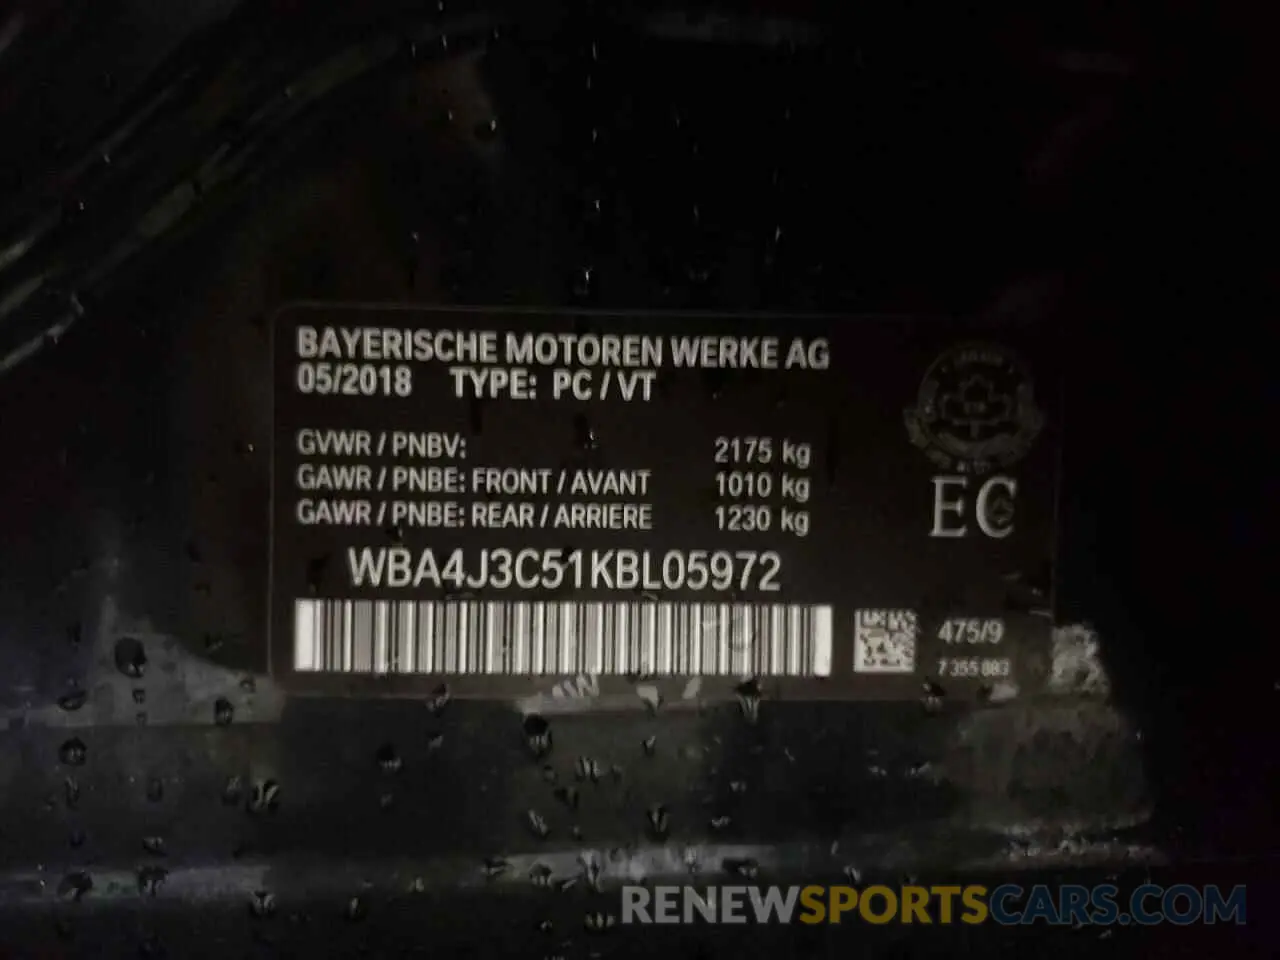 BAYERISCHE MOTOREN WERKE AG
05/2018 TYPE: PC / VT
GVWR / PNBV: 2175 kg
GAWR / PNBE: FRONT / AVANT 1010 kg
GAWR / PNBE: REAR / ARRIERE 1230 kg
EC
WBA4J3C51KBL05972
475/9
7 355 883
RENEWSPORTSCARS.COM